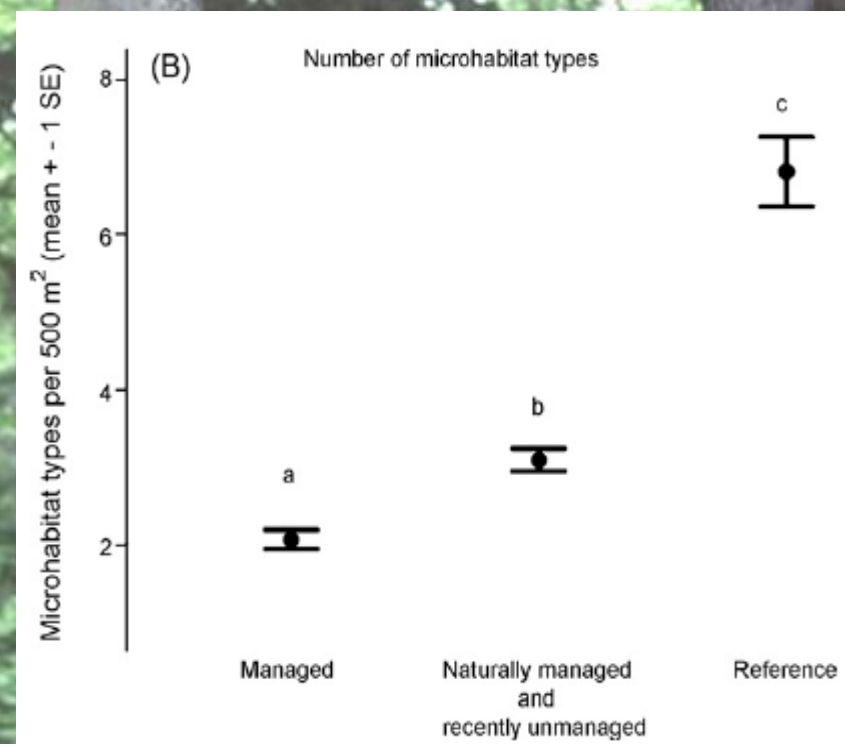 (B)
Number of microhabitat types
Microhabitat types per 500 m² (mean + - 1 SE)
8
6
4
2
a
b
c
Managed
Naturally managed
and
recently unmanaged
Reference